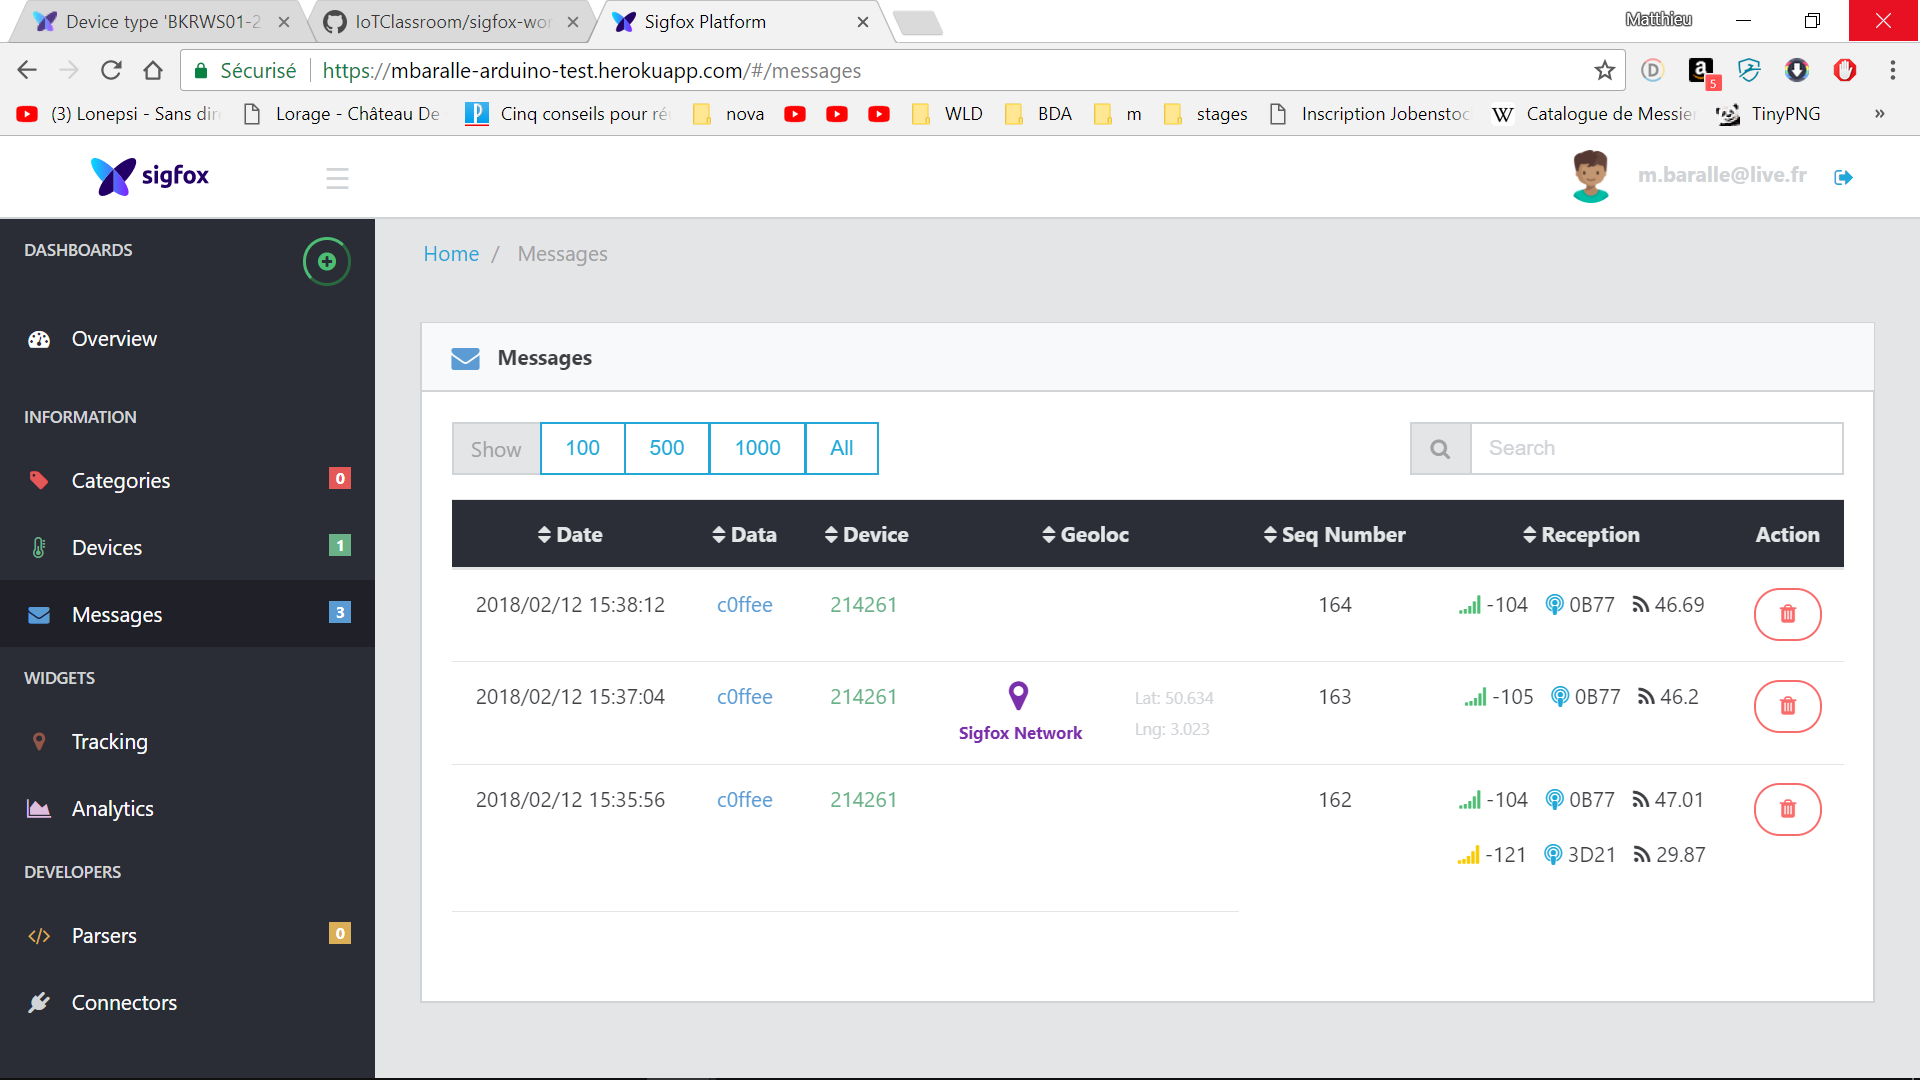 Device type 'BKRWS01-2
IoTClassroom/sigfox-wor
Sigfox Platform
Matthieu
Sécurisé
https://mbaralle-arduino-test.herokuapp.com/#/messages
D
a
5
(3) Lonepsi - Sans dir
Lorage - Château De
Cinq conseils pour ré
nova
WLD
BDA
m
stages
Inscription Jobenstoc
W
Catalogue de Messier
TinyPNG
»
sigfox
m.baralle@live.fr
DASHBOARDS
Overview
INFORMATION
Categories 0
Devices 1
Messages 3
WIDGETS
Tracking
Analytics
DEVELOPERS
Parsers 0
Connectors
Home / Messages
Messages
Show 100 500 1000 All
Search
Date Data Device Geoloc Seq Number Reception Action
2018/02/12 15:38:12 c0ffee 214261 164 -104 0B77 46.69
2018/02/12 15:37:04 c0ffee 214261 Sigfox Network Lat: 50.634 Lng: 3.023 163 -105 0B77 46.2
2018/02/12 15:35:56 c0ffee 214261 162 -104 0B77 47.01
-121 3D21 29.87